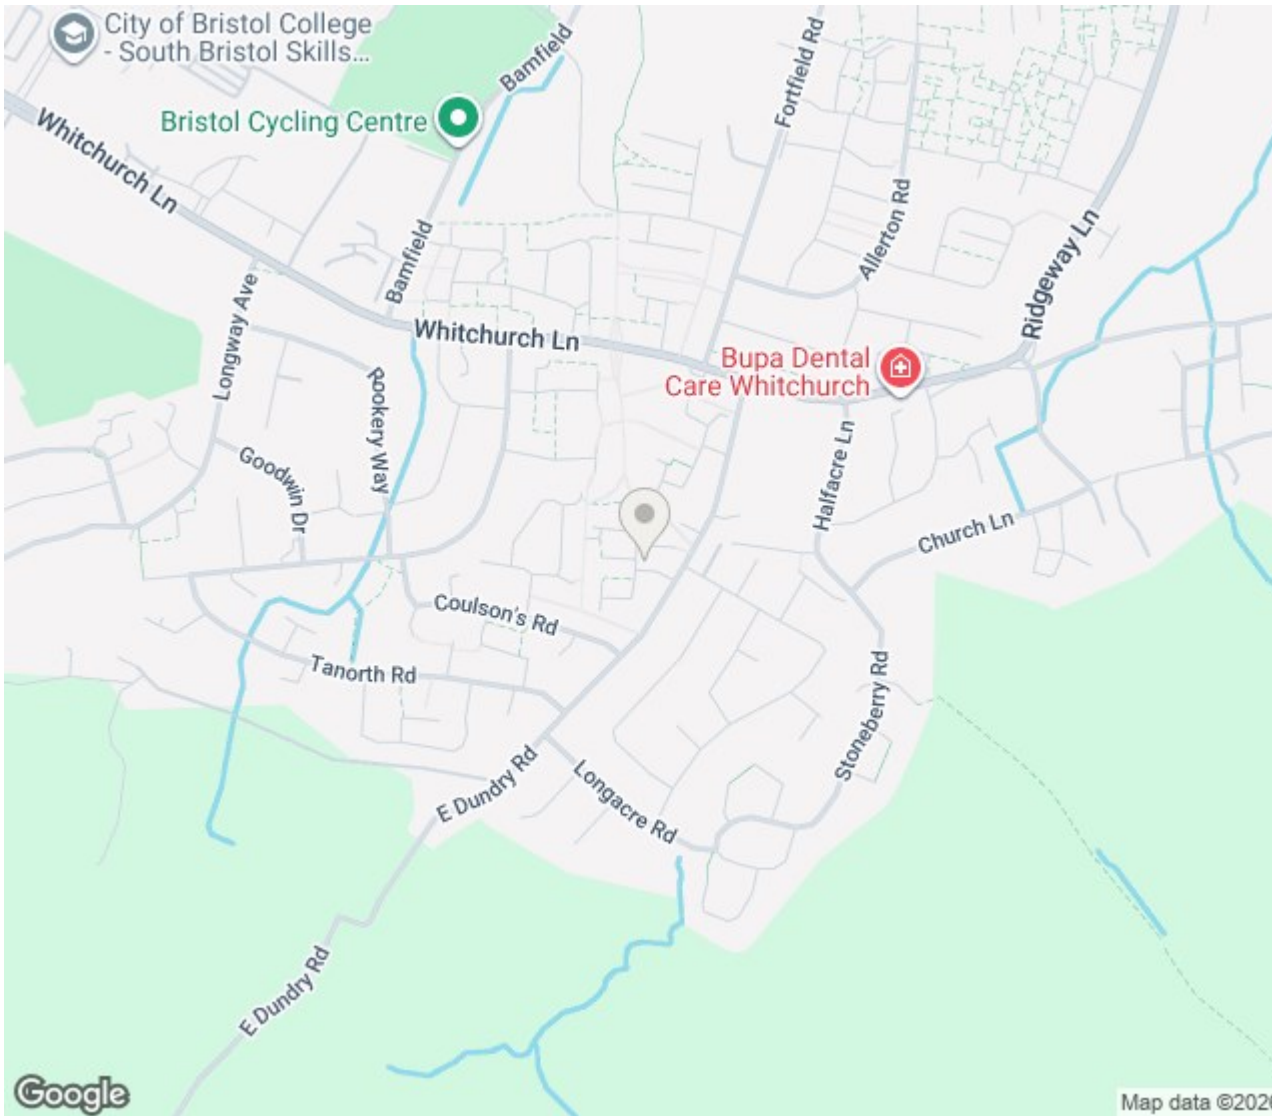 City of Bristol College
- South Bristol Skills...
Bamfield
Fortfield Rd
Bristol Cycling Centre
Whitchurch Ln
Allerton Rd
Ridgeway Ln
Bamfield
Longway Ave
Whitchurch Ln
Bupa Dental
Care Whitchurch
Rookery Way
Goodwin Dr
Halfacre Ln
Church Ln
Coulson's Rd
Tanorth Rd
Stoneberry Rd
E Dundry Rd
Longacre Rd
E Dundry Rd
Google
Map data ©202